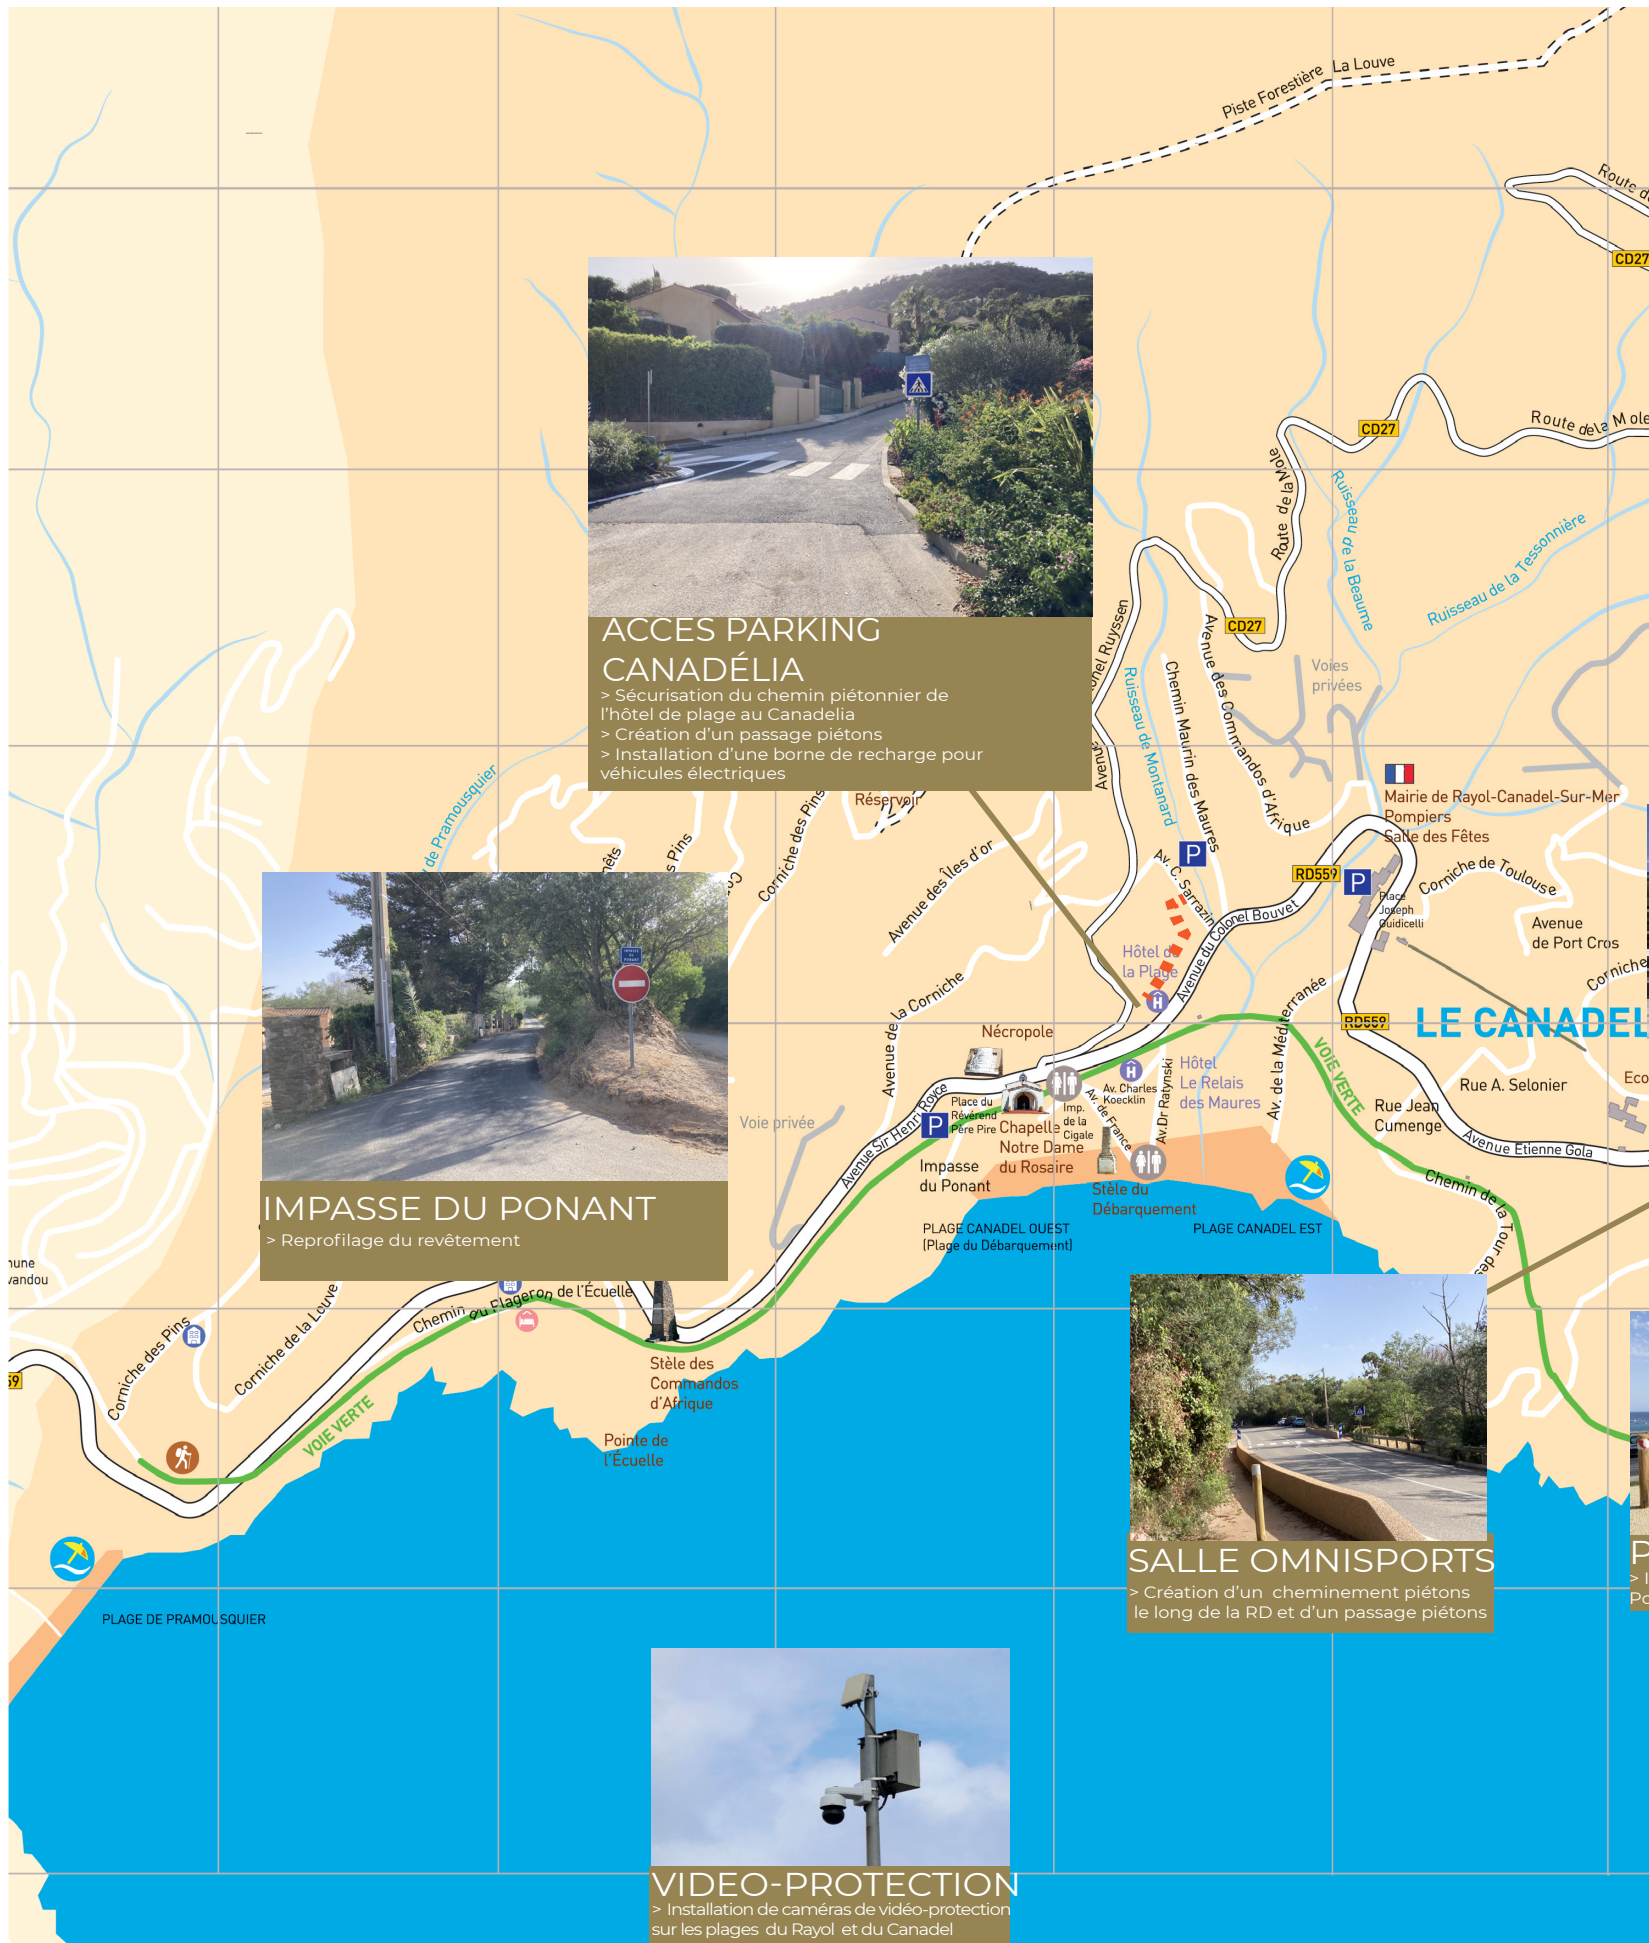 Piste Forestière La Louve
CD27
CD27
Route de la Mole
Route de la Mole
Ruisseau de la Beaume
Ruisseau de la Tessonnière
CD27
Voies
privées
Avenue des Commandos d'Afrique
Chemin Maurin des Maures
Ruisseau de Montanard
ACCES PARKING
CANADÉLIA
> Sécurisation du chemin piétonnier de
l'hôtel de plage au Canadelia
> Création d'un passage piétons
> Installation d'une borne de recharge pour
véhicules électriques
Réservoir
Corniche des Pins
Avenue des Îles d'or
de Pramousquier
s Pins
Mairie de Rayol-Canadel-Sur-Mer
Pompiers
Salle des Fêtes
P
P
RD559
Place
Joseph
Guidicelli
Corniche de Toulouse
Avenue
de Port Cros
Corniche
Av. C. Sarrazin
Avenue du Colonel Bouvet
Hôtel de
la Plage
H
Avenue de la Corniche
Nécropole
RD559
LE CANADEL
VOIE VERTE
Av. de la Méditerranée
Hôtel
Le Relais
des Maures
H
Av. Charles
Koecklin
Av. Dr Ratynski
Av. de France
Imp.
de la
Cigale
Rue A. Selonier
Rue Jean
Cumenge
Avenue Etienne Gola
Chemin de la Tour des
Place du
Révérend
Père Pire
P
Chapelle
Notre Dame
du Rosaire
Avenue Sir Henri Royce
Voie privée
Impasse
du Ponant
Stèle du
Débarquement
PLAGE CANADEL OUEST
(Plage du Débarquement)
PLAGE CANADEL EST
IMPASSE DU PONANT
> Reprofilage du revêtement
Corniche des Pins
Corniche de la Louve
Chemin du Flageron de l'Écuelle
59
VOIE VERTE
Stèle des
Commandos
d'Afrique
Pointe de
l'Écuelle
PLAGE DE PRAMOUSQUIER
SALLE OMNISPORTS
> Création d'un cheminement piétons
le long de la RD et d'un passage piétons
VIDEO-PROTECTION
> Installation de caméras de vidéo-protection
sur les plages du Rayol et du Canadel